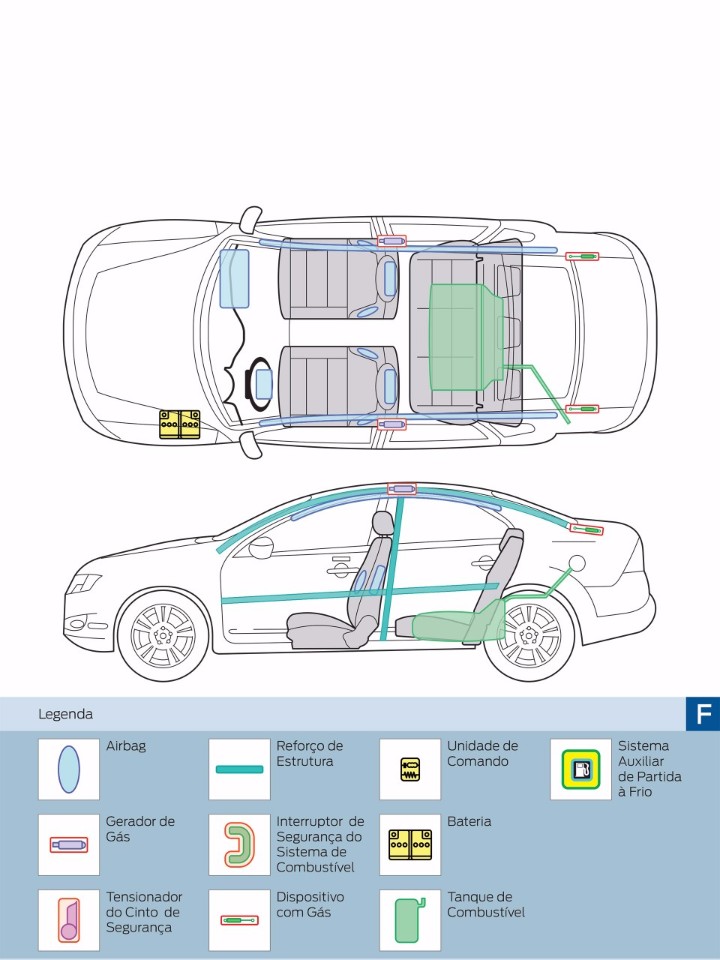 Legenda
F
Airbag
Reforço de
Estrutura
Unidade de
Comando
Sistema
Auxiliar
de Partida
à Frio
Gerador de
Gás
Interruptor de
Segurança do
Sistema de
Combustível
Bateria
Tensionador
do Cinto de
Segurança
Dispositivo
com Gás
Tanque de
Combustível